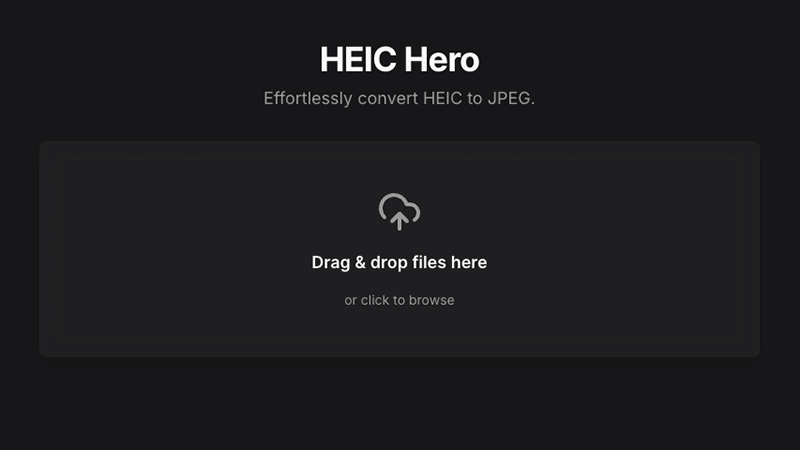 HEIC Hero
Effortlessly convert HEIC to JPEG.
Drag & drop files here
or click to browse